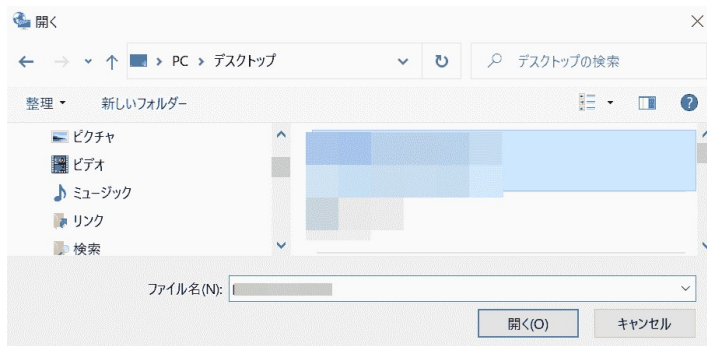 開く
PC > デスクトップ
デスクトップの検索
整理
新しいフォルダー
ピクチャ
ビデオ
ミュージック
リンク
検索
ファイル名(N):
開く(O)
キャンセル